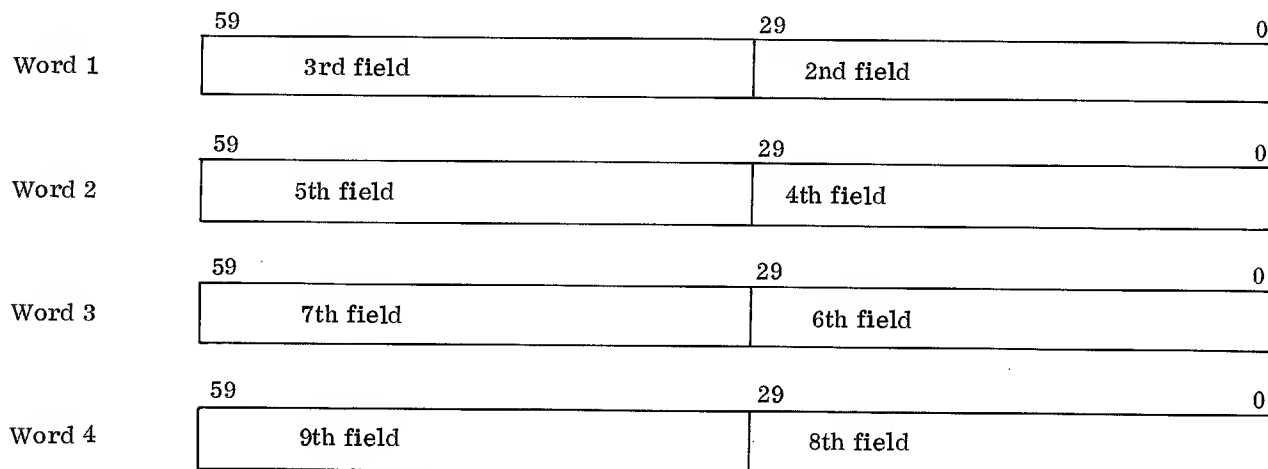 59 29 0
Word 1 3rd field 2nd field
59 29 0
Word 2 5th field 4th field
59 29 0
Word 3 7th field 6th field
59 29 0
Word 4 9th field 8th field